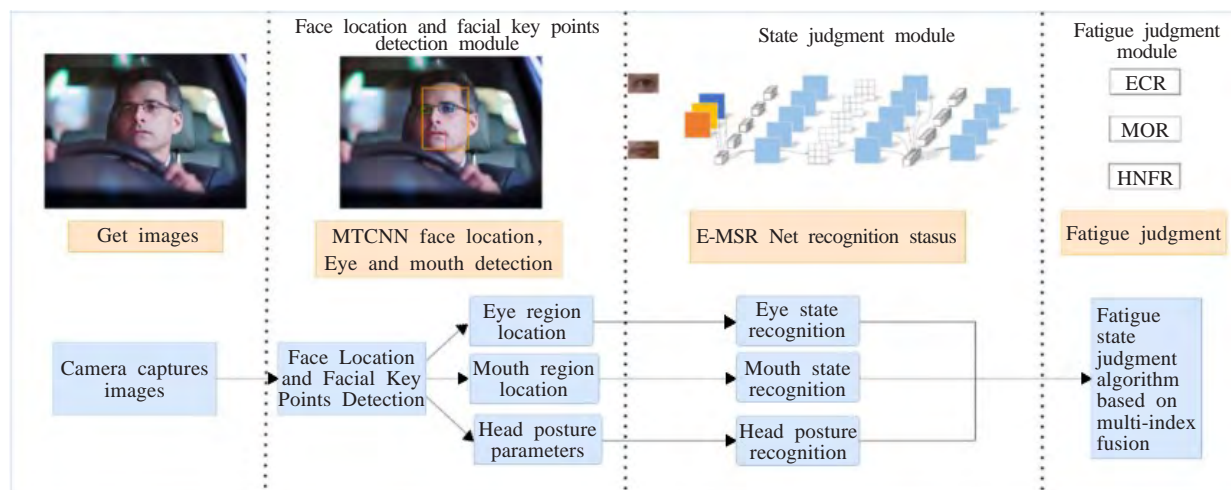 Face location and facial key points
detection module
State judgment module
Fatigue judgment
module
ECR
MOR
HNFR
Get images
MTCNN face location,
Eye and mouth detection
E-MSR Net recognition stasus
Fatigue judgment
Camera captures
images
Face Location
and Facial Key
Points Detection
Eye region
location
Mouth region
location
Head posture
parameters
Eye state
recognition
Mouth state
recognition
Head posture
recognition
Fatigue
state
judgment
algorithm
based on
multi-index
fusion